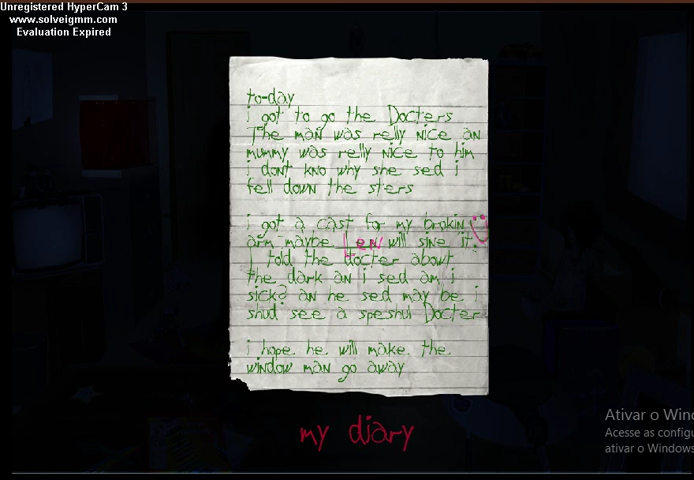 Unregistered HyperCam 3
www.solveigmm.com
Evaluation Expired
to-day
i got to go the Docters
The man was relly nice an
mummy was relly nice to him
i dont kno why she sed i
fell down the sters
i got a cast for my brokin
arm maybe Lew will sine it.
I told the docter about
the dark an i sed am i
sick? an he sed may be i
shud see a speshul Docter
i hope. he. will make. the.
window man go away
my diary
Ativar o Wind
Acesse as configu
ativar o Windows.